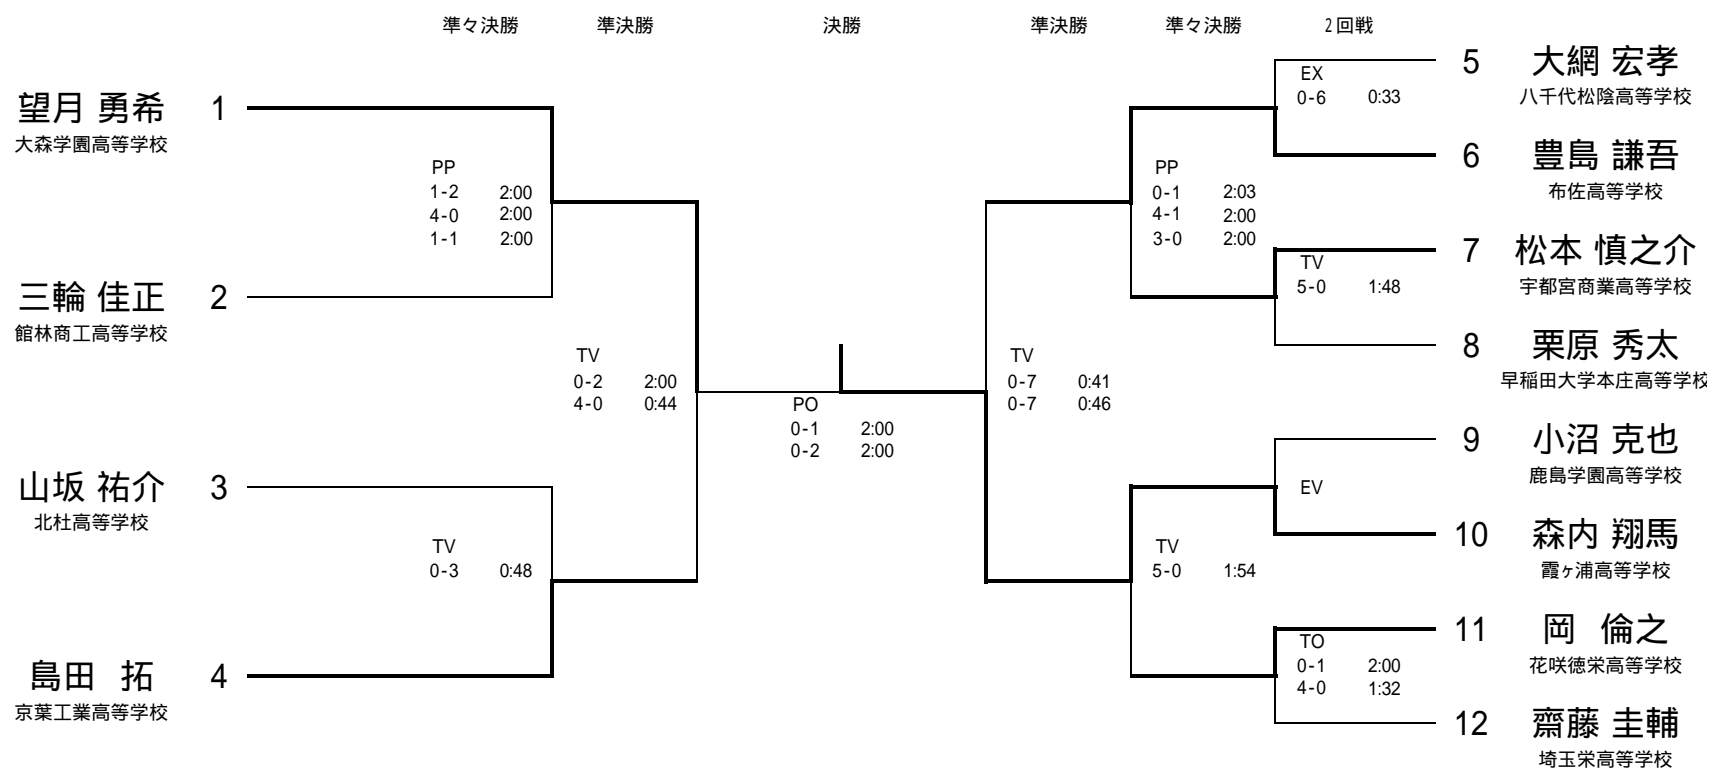 準々決勝 準決勝 決勝 準決勝 準々決勝 2回戦
望月 勇希 1
大森学園高等学校
PP
1-2 2:00
4-0 2:00
1-1 2:00
三輪 佳正 2
館林商工高等学校
TV
0-2 2:00
4-0 0:44
山坂 祐介 3
北杜高等学校
TV
0-3 0:48
島田 拓 4
京葉工業高等学校
PO
0-1 2:00
0-2 2:00
TV
0-7 0:41
0-7 0:46
PP
0-1 2:03
4-1 2:00
3-0 2:00
TV
5-0 1:54
5 大網 宏孝
八千代松陰高等学校
EX
0-6 0:33
6 豊島 謙吾
布佐高等学校
7 松本 慎之介
宇都宮商業高等学校
TV
5-0 1:48
8 栗原 秀太
早稲田大学本庄高等学校
9 小沼 克也
鹿島学園高等学校
EV
10 森内 翔馬
霞ヶ浦高等学校
11 岡 倫之
花咲徳栄高等学校
TO
0-1 2:00
4-0 1:32
12 齋藤 圭輔
埼玉栄高等学校